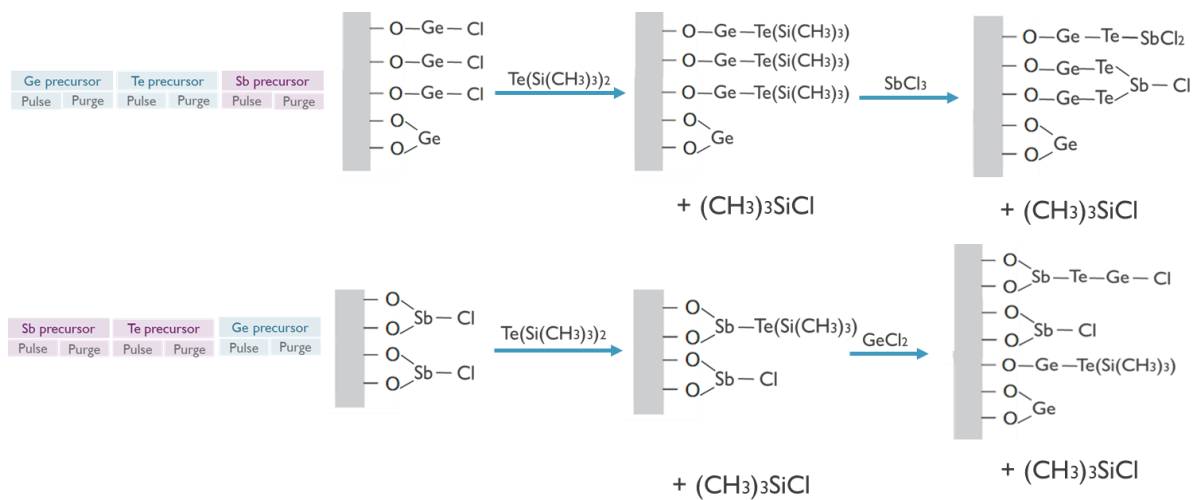 Ge precursor Te precursor Sb precursor
Pulse Purge Pulse Purge Pulse Purge
O—Ge—Cl
O—Ge—Cl
O—Ge—Cl
O
Ge
O
Te(Si(CH3)3)2
O—Ge—Te(Si(CH3)3)
O—Ge—Te(Si(CH3)3)
O—Ge—Te(Si(CH3)3)
O
Ge
O
+ (CH3)3SiCl
SbCl3
O—Ge—Te—SbCl2
O—Ge—Te
Sb—Cl
O—Ge—Te
O
Ge
O
+ (CH3)3SiCl
Sb precursor Te precursor Ge precursor
Pulse Purge Pulse Purge Pulse Purge
O
Sb—Cl
O
O
Sb—Cl
O
Te(Si(CH3)3)2
O
Sb—Te(Si(CH3)3)
O
O
Sb—Cl
O
+ (CH3)3SiCl
GeCl2
O
Sb—Te—Ge—Cl
O
O
Sb—Cl
O
O—Ge—Te(Si(CH3)3)
O
Ge
O
+ (CH3)3SiCl